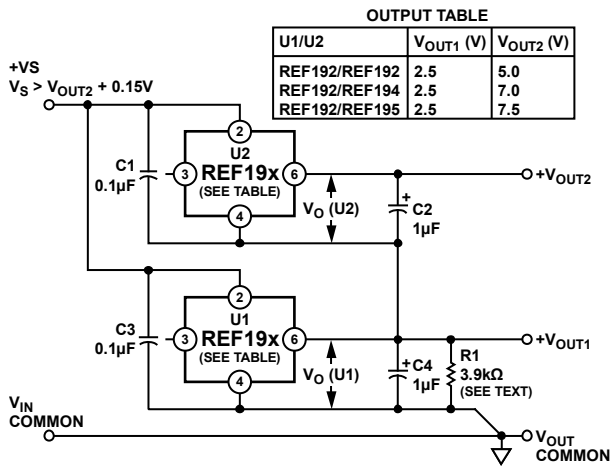 OUTPUT TABLE
U1/U2 VOUT1 (V) VOUT2 (V)
REF192/REF192 2.5 5.0
REF192/REF194 2.5 7.0
REF192/REF195 2.5 7.5
+VS
VS > VOUT2 + 0.15V
2
U2
C1
0.1µF
3
REF19x
6
(SEE TABLE)
4
VO (U2)
+
C2
1µF
+VOUT2
2
U1
C3
0.1µF
3
REF19x
6
(SEE TABLE)
4
VO (U1)
+
C4
1µF
R1
3.9kΩ
(SEE TEXT)
+VOUT1
VIN
COMMON
VOUT
COMMON